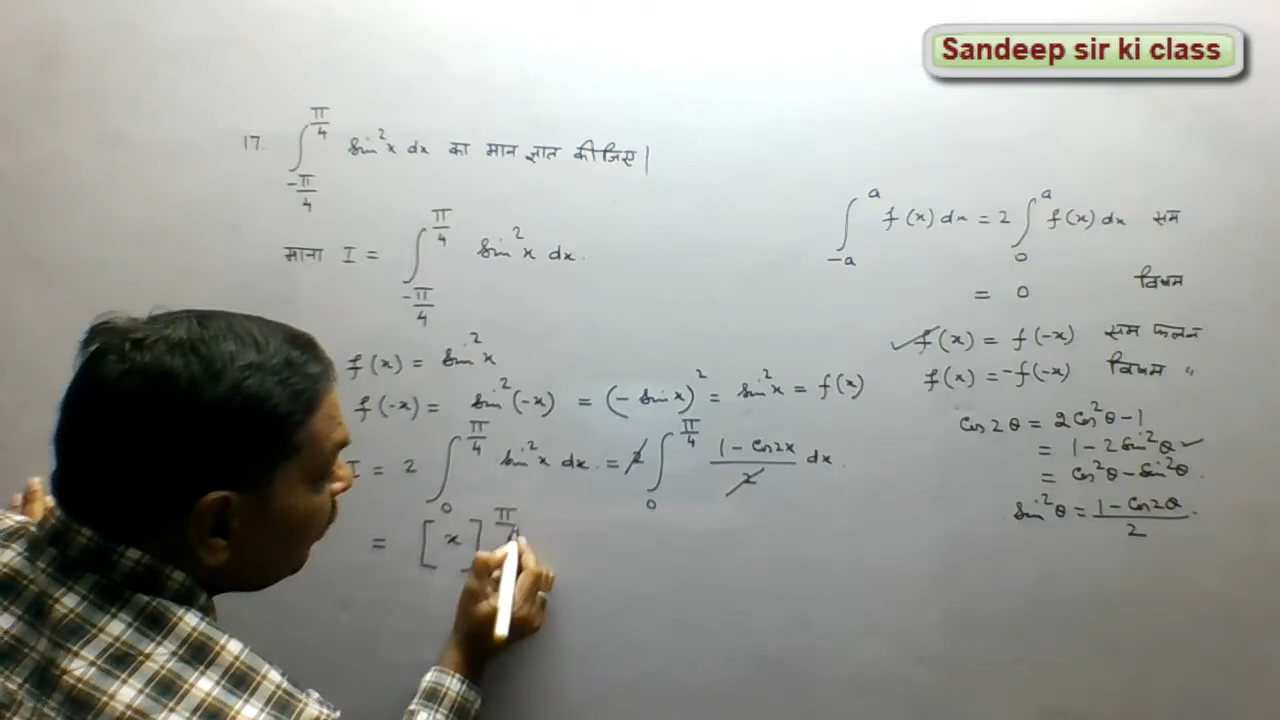 Sandeep sir ki class
17. ∫_{-π/4}^{π/4} sin²x dx का मान ज्ञात कीजिए।
माना I = ∫_{-π/4}^{π/4} sin²x dx.
f(x) = sin²x
f(-x) = sin²(-x) = (- sinx)² = sin²x = f(x)
I = 2 ∫_0^{π/4} sin²x dx = 2 ∫_0^{π/4} (1 - cos2x)/2 dx.
= [x] π/4
∫_{-a}^{a} f(x) dx = 2 ∫_0^{a} f(x) dx सम
= 0 विषम
✓ f(x) = f(-x) सम फलन
f(x) = -f(-x) विषम "
cos2θ = 2cos²θ - 1
= 1 - 2sin²θ ✓
= cos²θ - sin²θ.
sin²θ = (1 - cos2θ)/2.